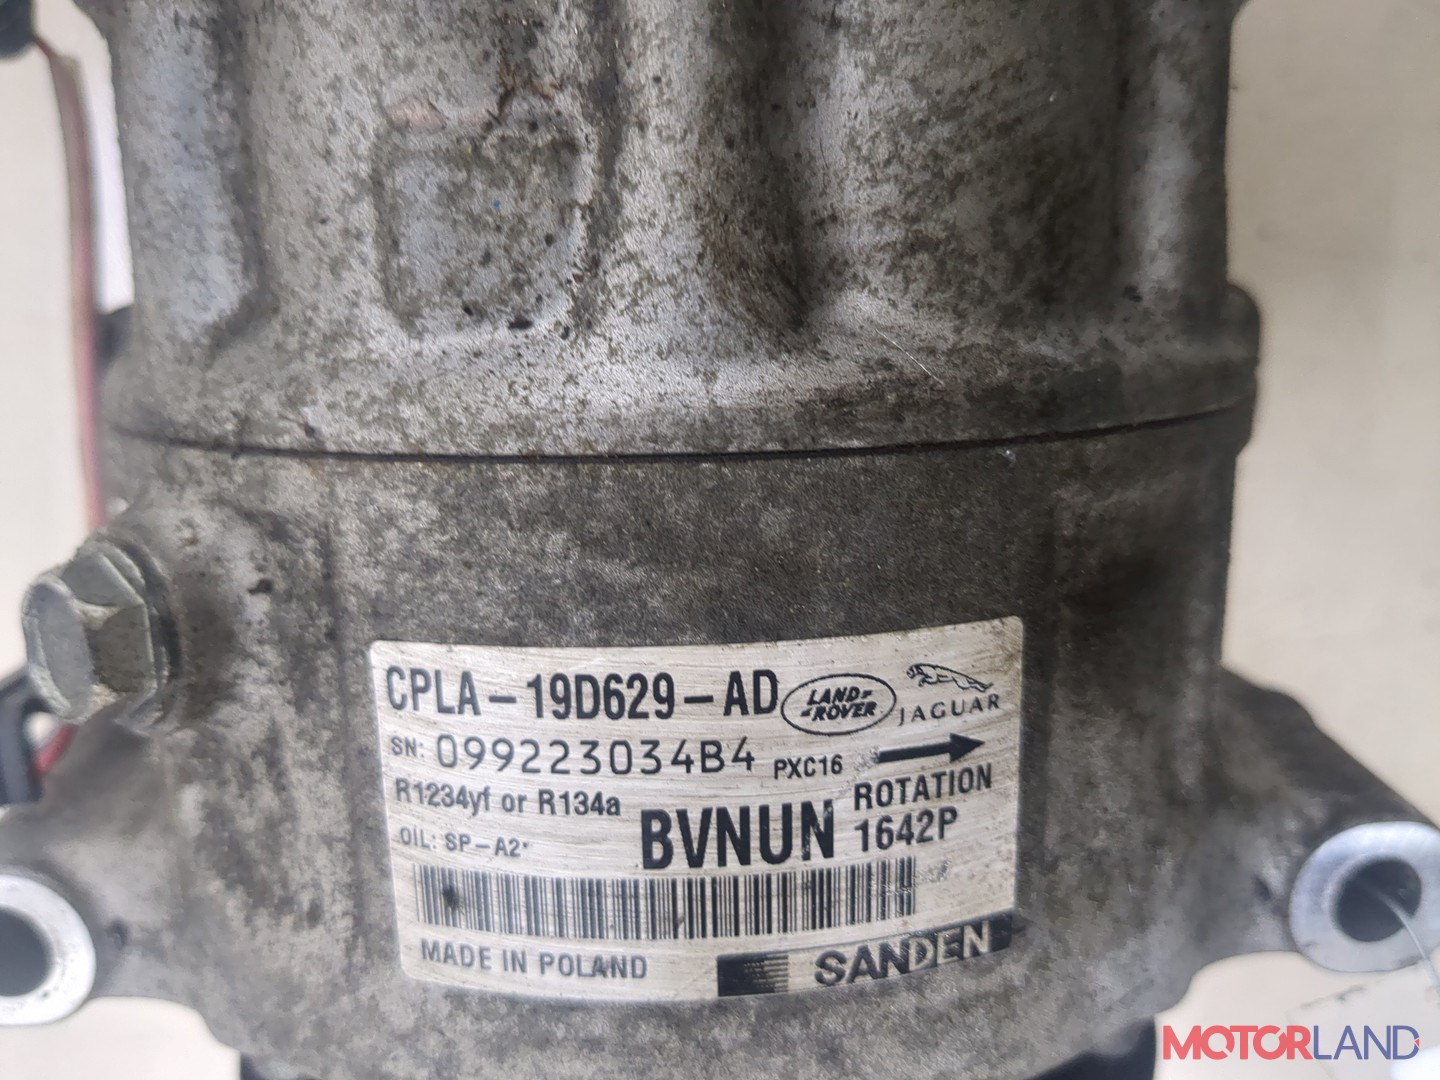 CPLA-19D629-AD LAND ROVER JAGUAR
SN: 099223034B4 PXC16
R1234yf or R134a BVNUN ROTATION
OIL: SP-A2 1642P
MADE IN POLAND SANDEN
MOTORLAND